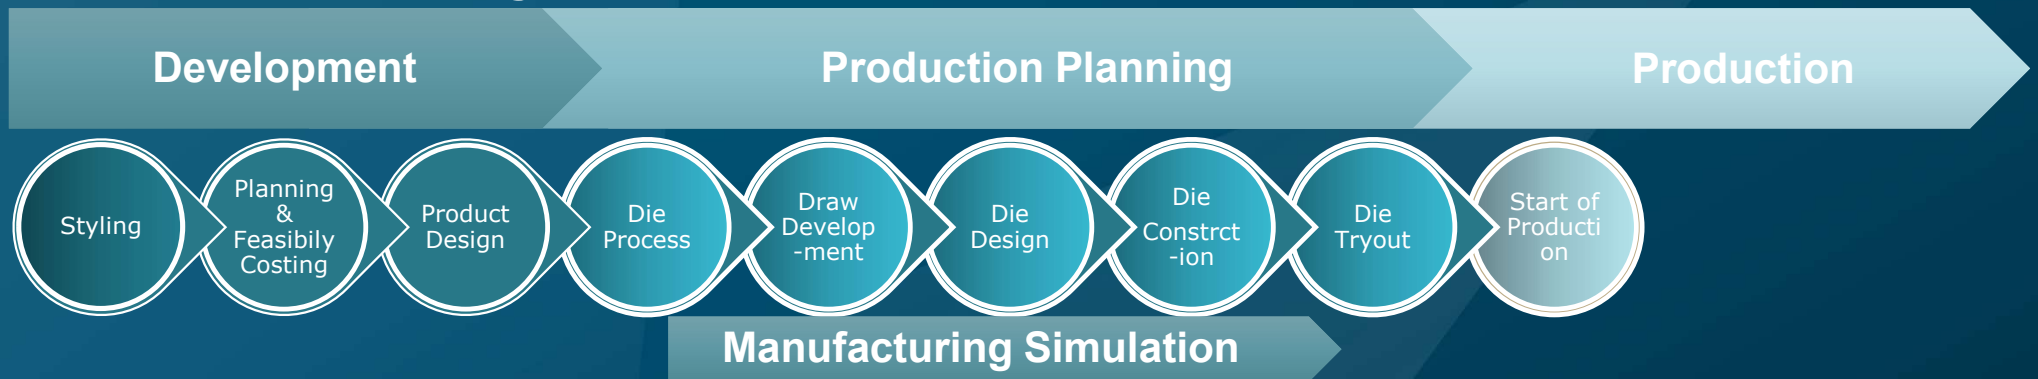 Development
Production Planning
Production
Styling
Planning
&
Feasibily
Costing
Product
Design
Die
Process
Draw
Develop
-ment
Die
Design
Die
Constrct
-ion
Die
Tryout
Start of
Producti
on
Manufacturing Simulation